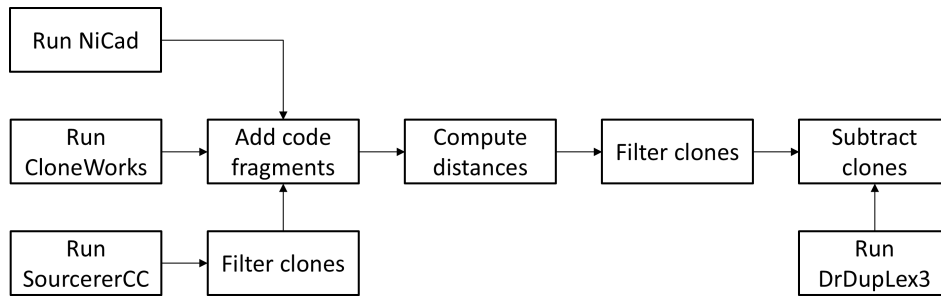 Run NiCad
Run
CloneWorks
Add code
fragments
Compute
distances
Filter clones
Subtract
clones
Run
SourcererCC
Filter clones
Run
DrDupLex3